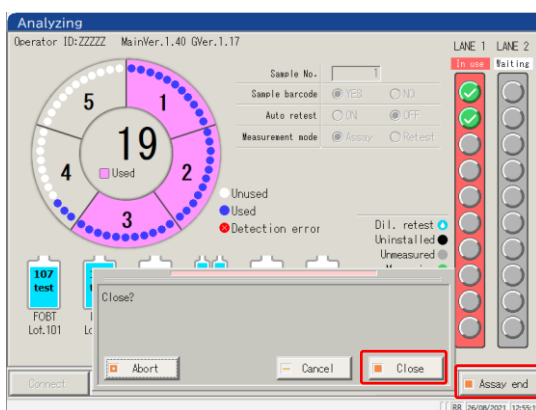 Analyzing
Operator ID:ZZZZZ MainVer.1.40 GVer.1.17
LANE 1 LANE 2
In use Waiting
Sample No. 1
Sample barcode YES NO
Auto retest ON OFF
Measurement mode Assay Retest
5 1
19
Used
4 2
3
Unused
Used
Detection error
Dil. retest
Uninstalled
Unmeasured
107
test
FOBT
Lot.101
Close?
Abort Cancel Close
Connect Assay end
RR 26/08/2021